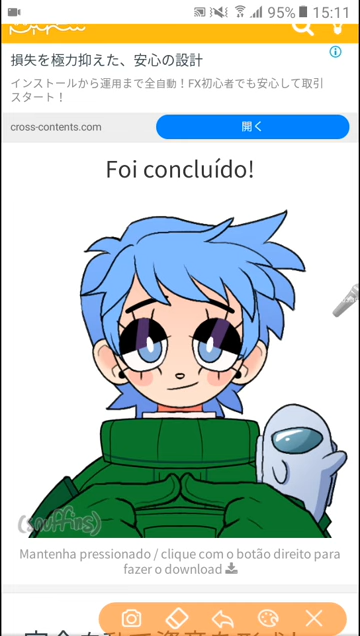 95% 15:11
損失を極力抑えた、安心の設計
インストールから運用まで全自動！FX初心者でも安心して取引
スタート！
cross-contents.com 開く
Foi concluído!
(souffins)
Mantenha pressionado / clique com o botão direito para
fazer o download